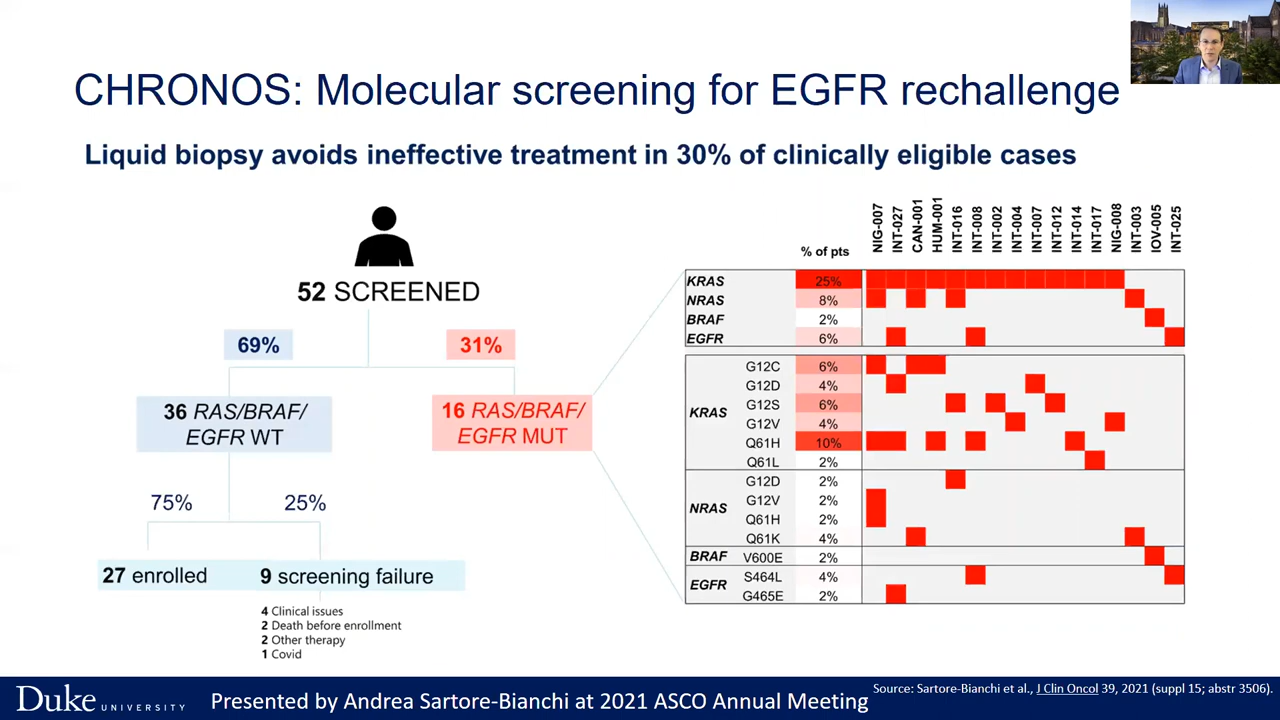 CHRONOS: Molecular screening for EGFR rechallenge
Liquid biopsy avoids ineffective treatment in 30% of clinically eligible cases
52 SCREENED
69%
31%
36 RAS/BRAF/
EGFR WT
16 RAS/BRAF/
EGFR MUT
75%
25%
27 enrolled
9 screening failure
4 Clinical issues
2 Death before enrollment
2 Other therapy
1 Covid
% of pts
NIG-007
INT-027
CAN-001
HUM-001
INT-016
INT-008
INT-002
INT-004
INT-007
INT-012
INT-014
INT-017
NIG-008
INT-003
IOV-005
INT-025
KRAS 25%
NRAS 8%
BRAF 2%
EGFR 6%
KRAS
G12C 6%
G12D 4%
G12S 6%
G12V 4%
Q61H 10%
Q61L 2%
NRAS
G12D 2%
G12V 2%
Q61H 2%
Q61K 4%
BRAF V600E 2%
EGFR
S464L 4%
G465E 2%
Duke UNIVERSITY
Presented by Andrea Sartore-Bianchi at 2021 ASCO Annual Meeting
Source: Sartore-Bianchi et al., J Clin Oncol 39, 2021 (suppl 15; abstr 3506).